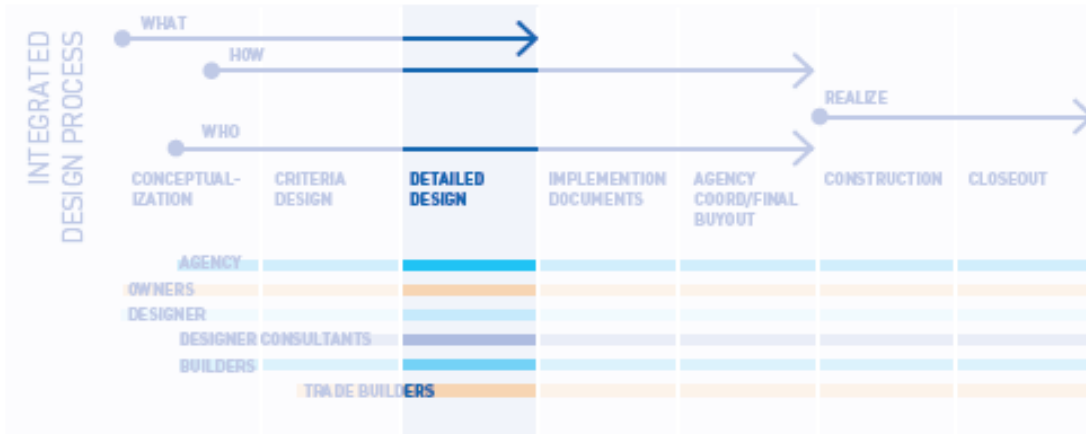 INTEGRATED
DESIGN PROCESS
WHAT
HOW
REALIZE
WHO
CONCEPTUAL-
IZATION
CRITERIA
DESIGN
DETAILED
DESIGN
IMPLEMENTION
DOCUMENTS
AGENCY
COORD/FINAL
BUYOUT
CONSTRUCTION
CLOSEOUT
AGENCY
OWNERS
DESIGNER
DESIGNER CONSULTANTS
BUILDERS
TRADE BUILDERS